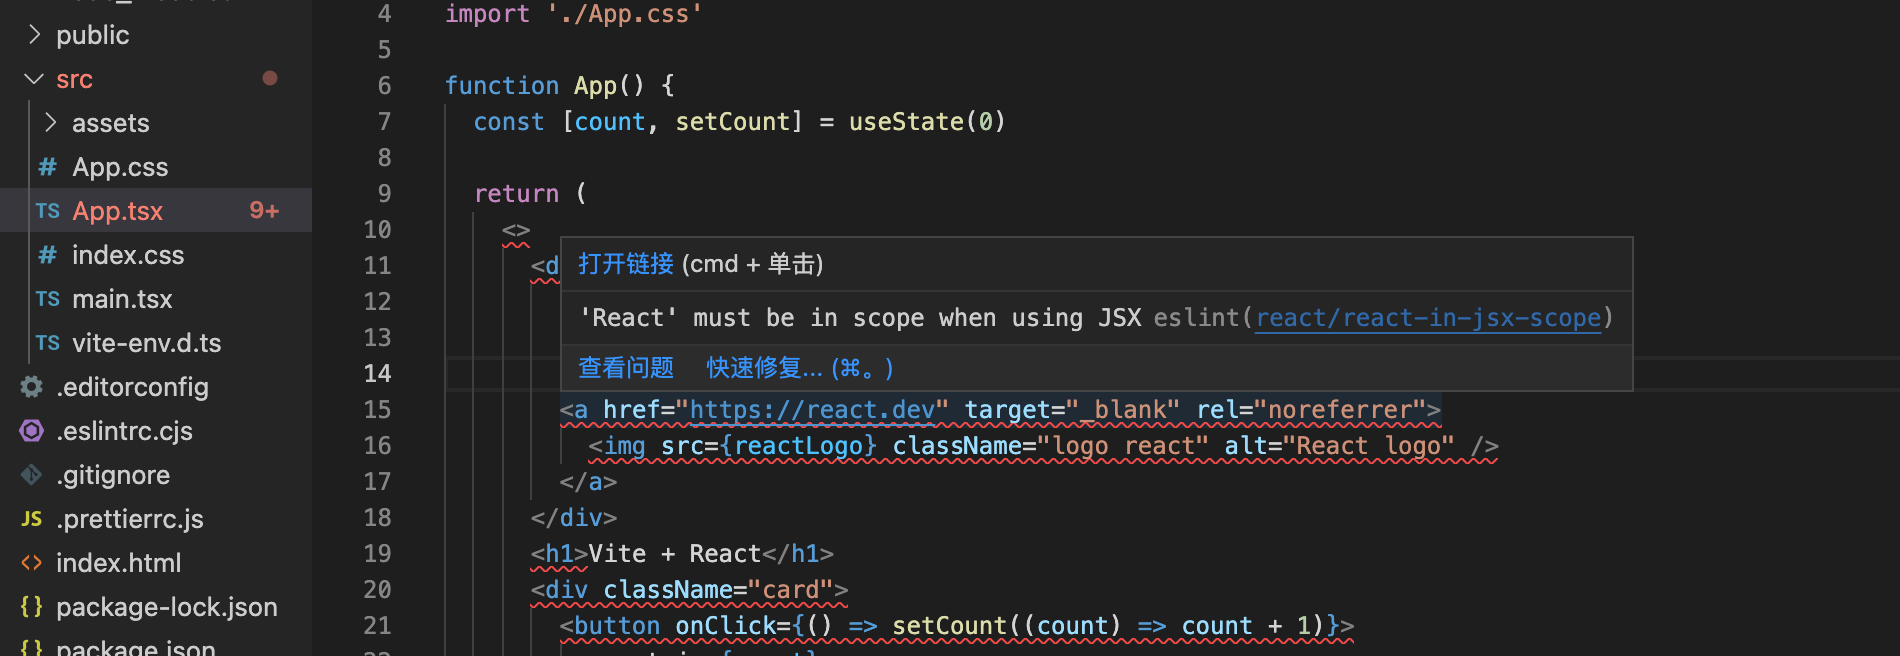 public
src
assets
# App.css
TS App.tsx 9+
# index.css
TS main.tsx
TS vite-env.d.ts
.editorconfig
.eslintrc.cjs
.gitignore
JS .prettierrc.js
<> index.html
{} package-lock.json
{} package.json
4 import './App.css'
5
6 function App() {
7 const [count, setCount] = useState(0)
8
9 return (
10 <>
11 <d
12
13
14
打开链接 (cmd + 单击)
'React' must be in scope when using JSX eslint(react/react-in-jsx-scope)
查看问题 快速修复... (⌘。)
15 <a href="https://react.dev" target="_blank" rel="noreferrer">
16 <img src={reactLogo} className="logo react" alt="React logo" />
17 </a>
18 </div>
19 <h1>Vite + React</h1>
20 <div className="card">
21 <button onClick={() => setCount((count) => count + 1)}>